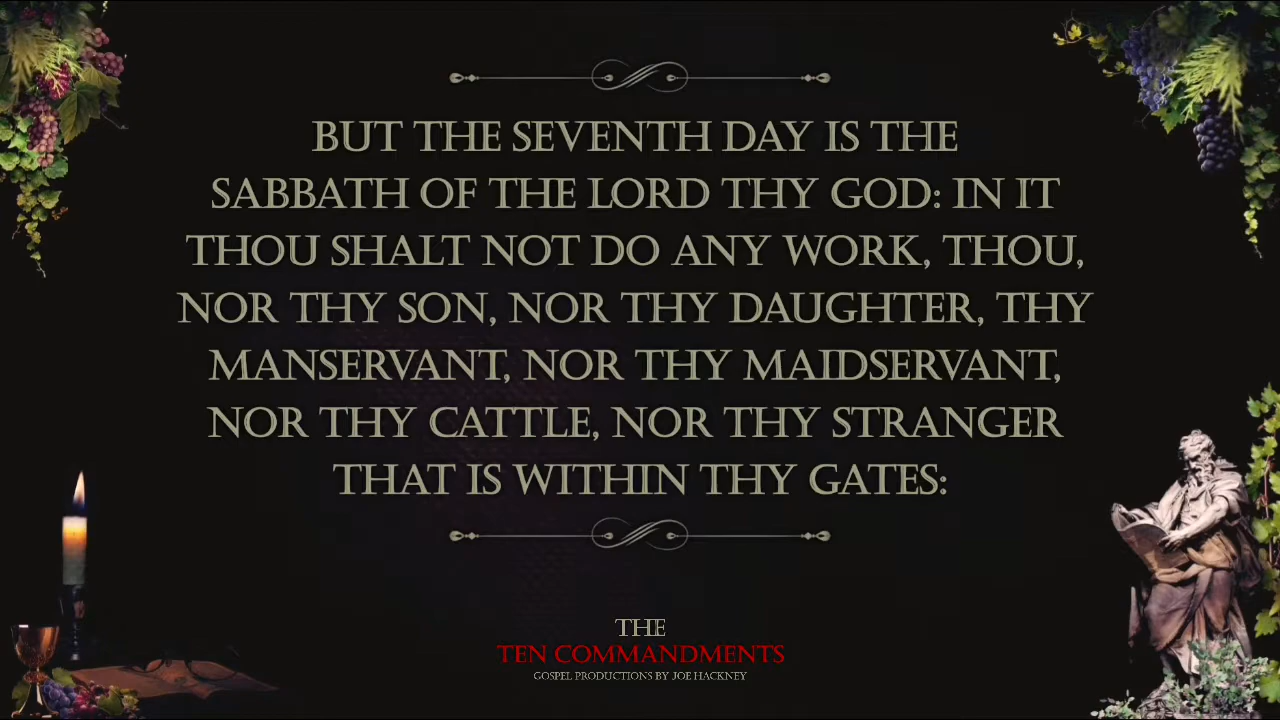 BUT THE SEVENTH DAY IS THE
SABBATH OF THE LORD THY GOD: IN IT
THOU SHALT NOT DO ANY WORK, THOU,
NOR THY SON, NOR THY DAUGHTER, THY
MANSERVANT, NOR THY MAIDSERVANT,
NOR THY CATTLE, NOR THY STRANGER
THAT IS WITHIN THY GATES:
THE
TEN COMMANDMENTS
GOSPEL PRODUCTIONS BY JOE HACKNEY